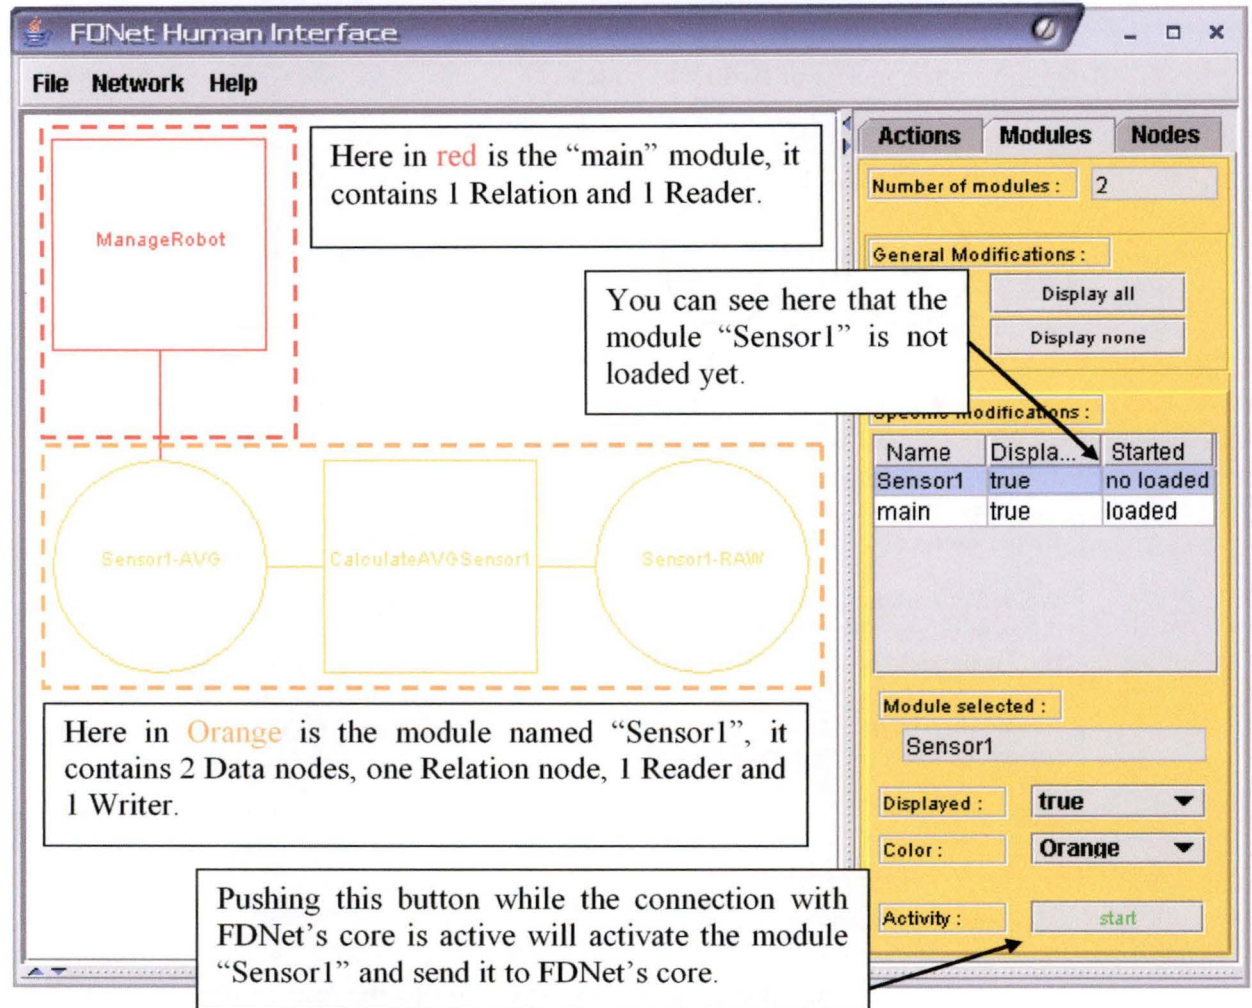 FDNet Human Interface
File Network Help
ManageRobot
Here in red is the “main” module, it
contains 1 Relation and 1 Reader.
Actions Modules Nodes
Number of modules : 2
General Modifications :
Display all
Display none
You can see here that the
module “Sensor1” is not
loaded yet.
Specific modifications :
Name Displa... Started
Sensor1 true no loaded
main true loaded
Sensor1-AVG CalculateAVGSensor1 Sensor1-RAW
Here in Orange is the module named “Sensor1”, it
contains 2 Data nodes, one Relation node, 1 Reader and
1 Writer.
Module selected :
Sensor1
Displayed : true
Color : Orange
Activity : start
Pushing this button while the connection with
FDNet’s core is active will activate the module
“Sensor1” and send it to FDNet’s core.